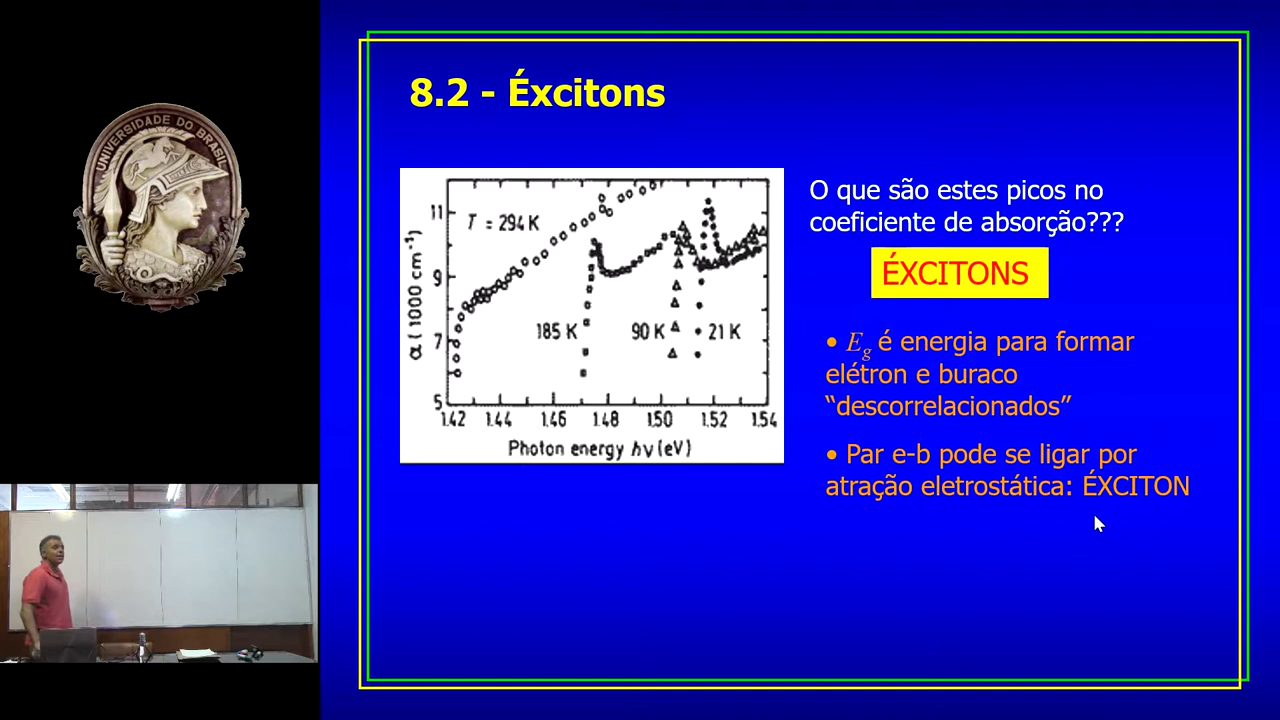 UNIVERSIDADE DO BRASIL
8.2 - Éxcitons
O que são estes picos no
coeficiente de absorção???
ÉXCITONS
• Eg é energia para formar
elétron e buraco
“descorrelacionados”
• Par e-b pode se ligar por
atração eletrostática: ÉXCITON
α (1000 cm⁻¹)
11
9
7
5
T = 294 K
185 K
90 K
21 K
1.42 1.44 1.46 1.48 1.50 1.52 1.54
Photon energy hν (eV)